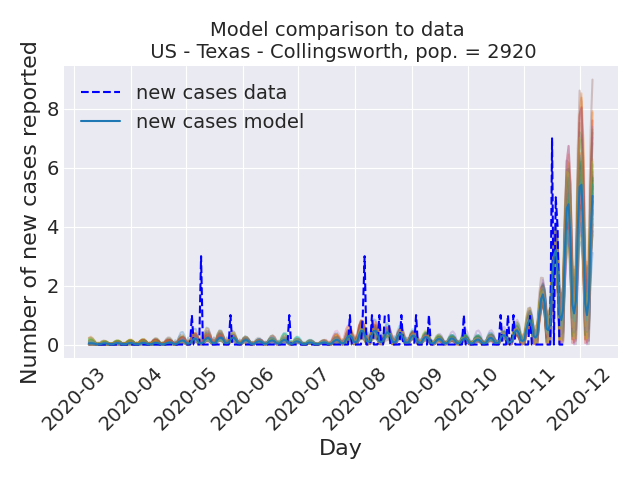 Model comparison to data
US - Texas - Collingsworth, pop. = 2920
Number of new cases reported
8
6
4
2
0
new cases data
new cases model
2020-03
2020-04
2020-05
2020-06
2020-07
2020-08
2020-09
2020-10
2020-11
2020-12
Day